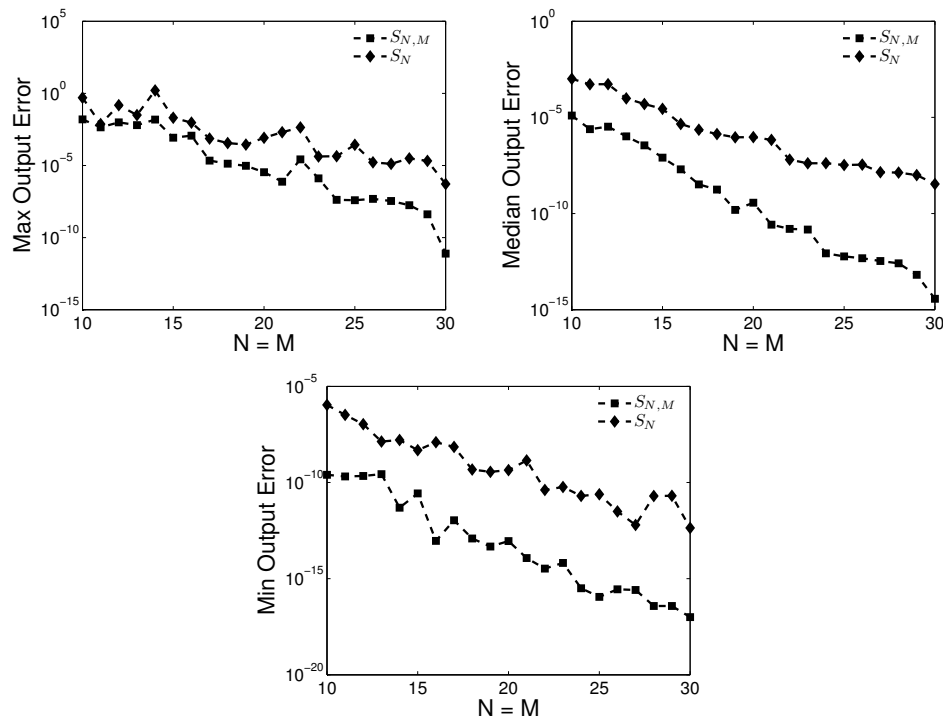 10^5
10^0
10^-5
10^-10
10^-15
Max Output Error
10
15
20
25
30
N = M
S_{N,M}
S_N
10^0
10^-5
10^-10
10^-15
Median Output Error
10
15
20
25
30
N = M
S_{N,M}
S_N
10^-5
10^-10
10^-15
10^-20
Min Output Error
10
15
20
25
30
N = M
S_{N,M}
S_N